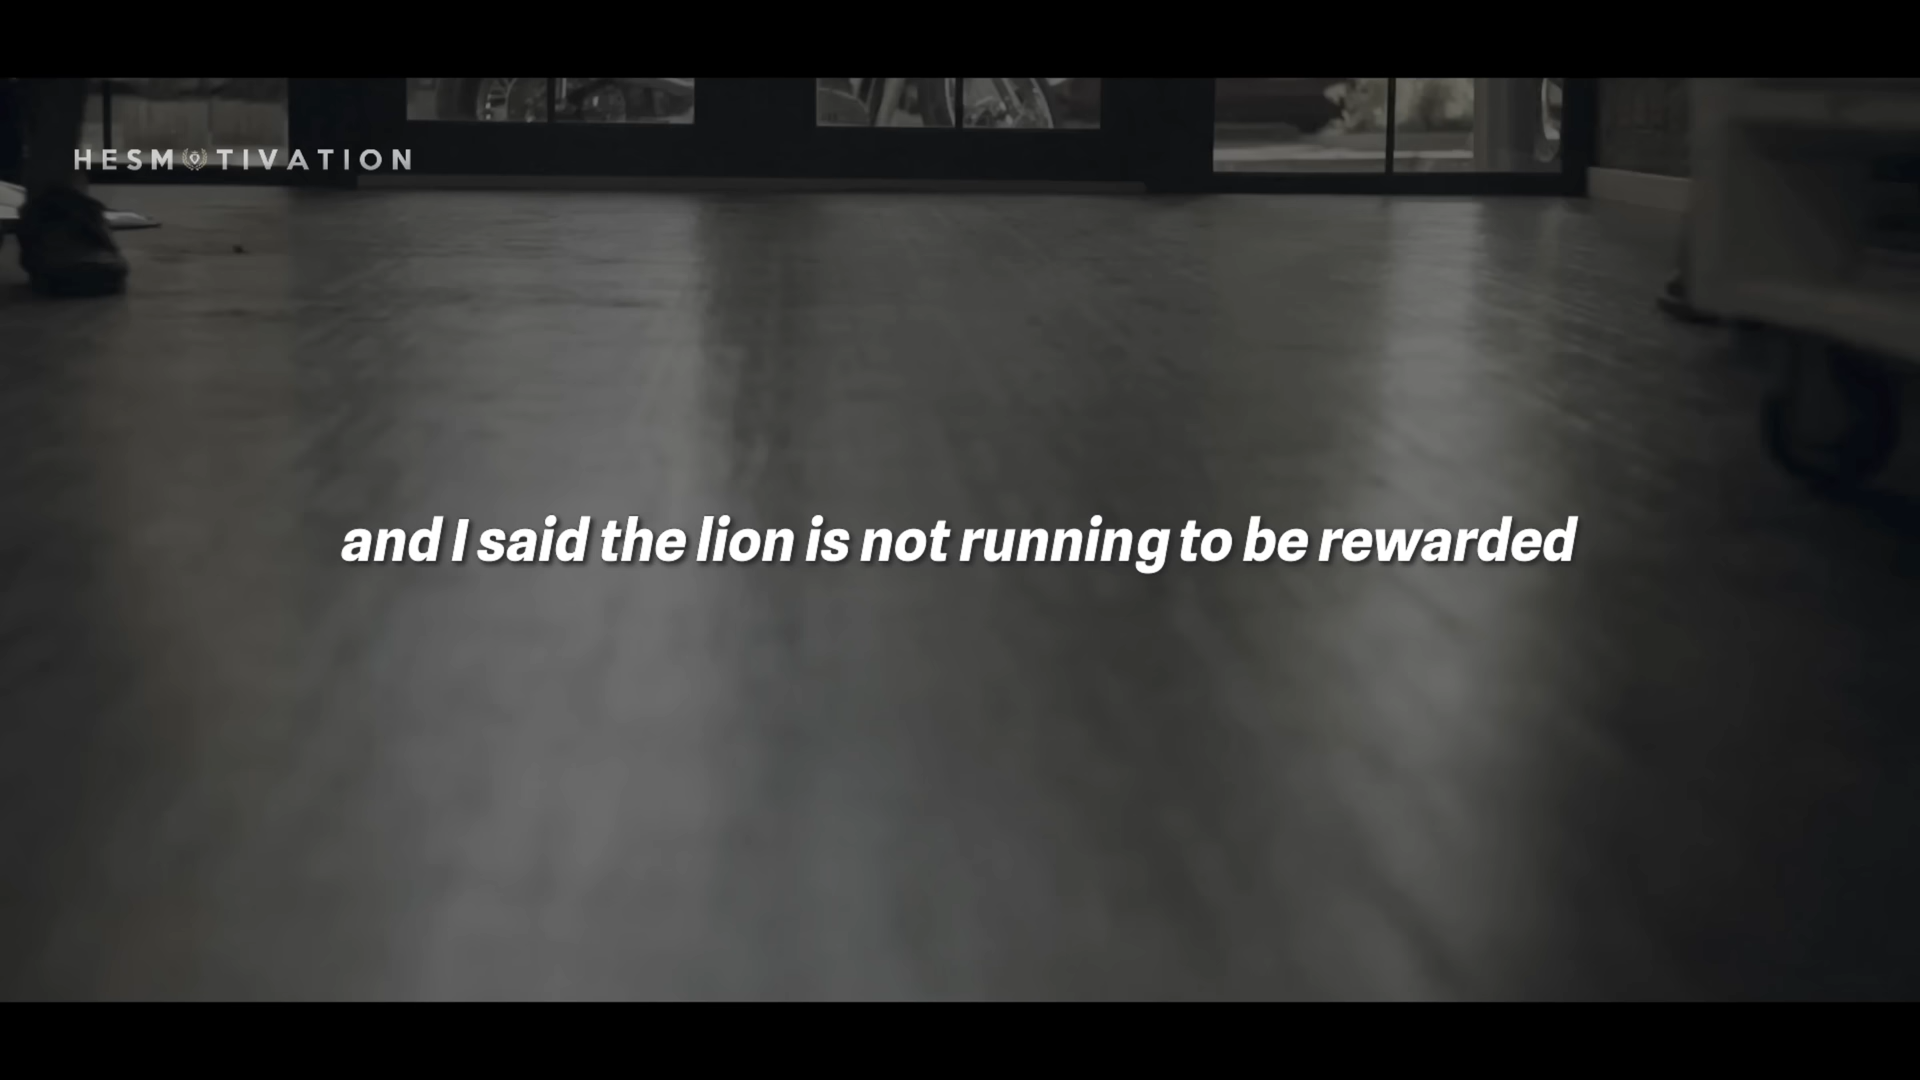 HESMOTIVATION
and I said the lion is not running to be rewarded